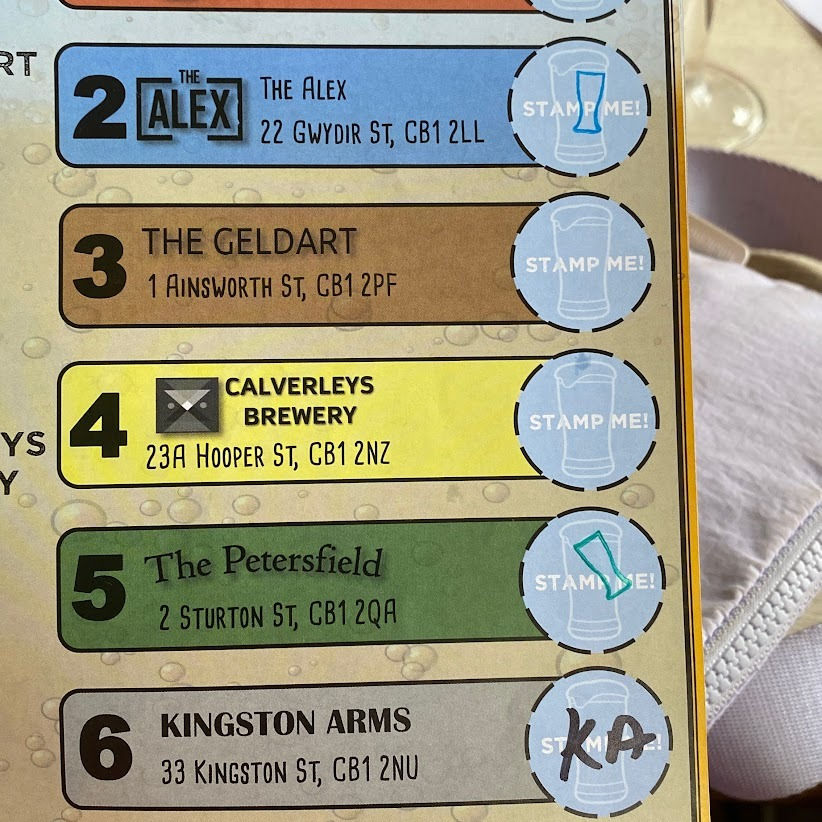 RT
2
THE
ALEX
The Alex
22 Gwydir St, CB1 2LL
STAMP ME!
3
THE GELDART
1 Ainsworth St, CB1 2PF
STAMP ME!
YS
Y
4
CALVERLEYS
BREWERY
23A Hooper St, CB1 2NZ
STAMP ME!
5
The Petersfield
2 Sturton St, CB1 2QA
STAMP ME!
6
KINGSTON ARMS
33 Kingston St, CB1 2NU
STAMP ME!
KA